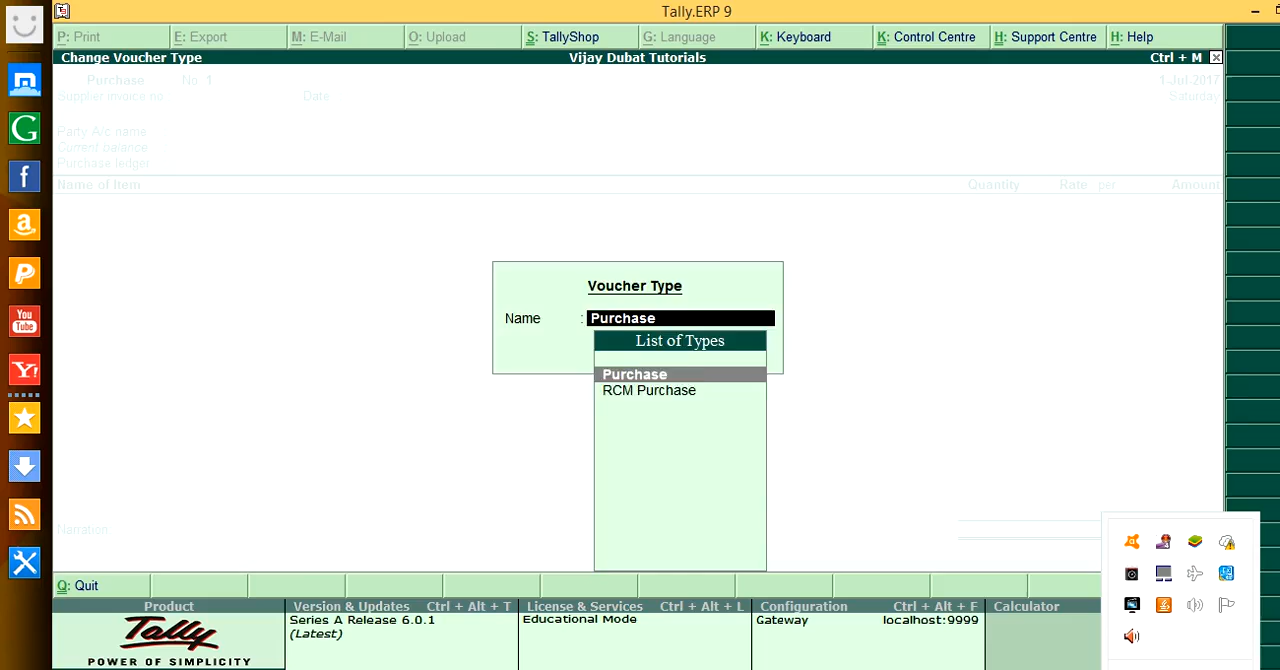 Tally.ERP 9
P: Print E: Export M: E-Mail O: Upload S: TallyShop G: Language K: Keyboard K: Control Centre H: Support Centre H: Help
Change Voucher Type Vijay Dubat Tutorials Ctrl + M
Purchase No. 1 1-Jul-2017
Supplier invoice no. Date Saturday
Party A/c name
Current balance
Purchase ledger
Name of Item Quantity Rate per Amount
Voucher Type
Name : Purchase
List of Types
Purchase
RCM Purchase
Narration
Q: Quit
Product Version & Updates Ctrl + Alt + T License & Services Ctrl + Alt + L Configuration Ctrl + Alt + F Calculator
Tally
POWER OF SIMPLICITY
Series A Release 6.0.1
(Latest)
Educational Mode
Gateway localhost:9999
G
f
a
P
You
Tube
Y!